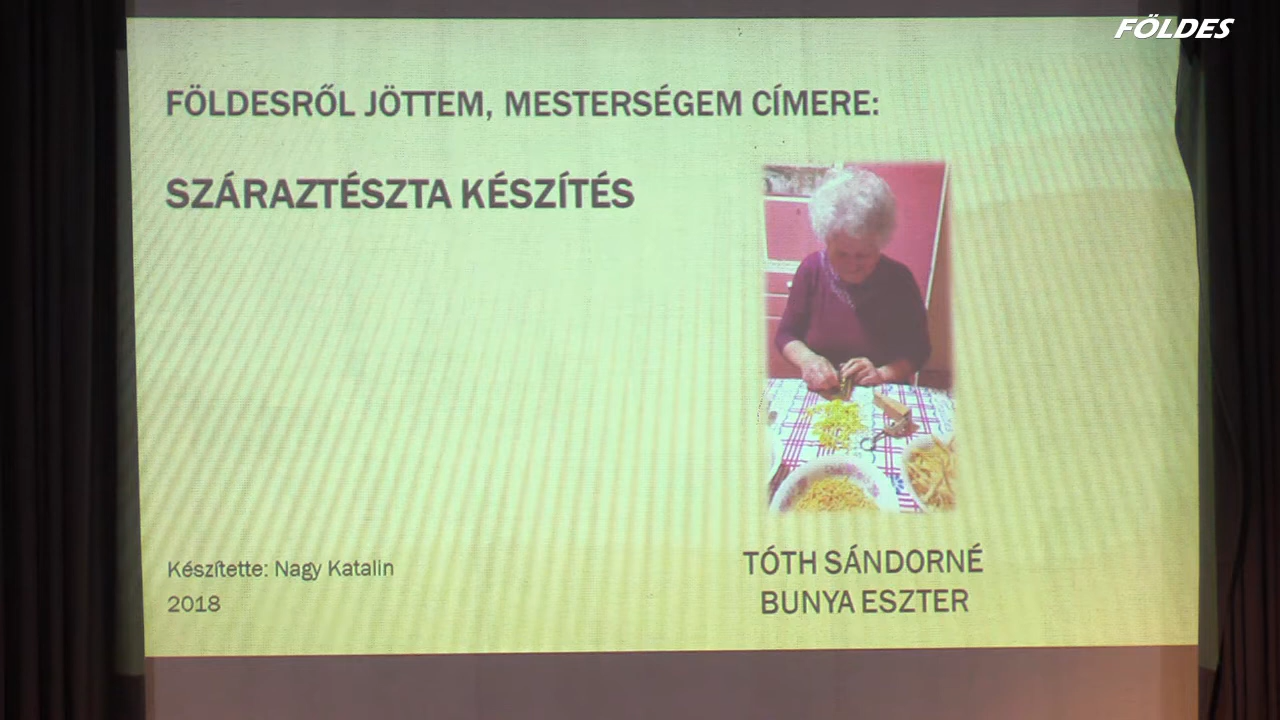 FÖLDES
FÖLDESRŐL JÖTTEM, MESTERSÉGEM CÍMERE:
SZÁRAZTÉSZTA KÉSZÍTÉS
Készítette: Nagy Katalin
2018
TÓTH SÁNDORNÉ
BUNYA ESZTER